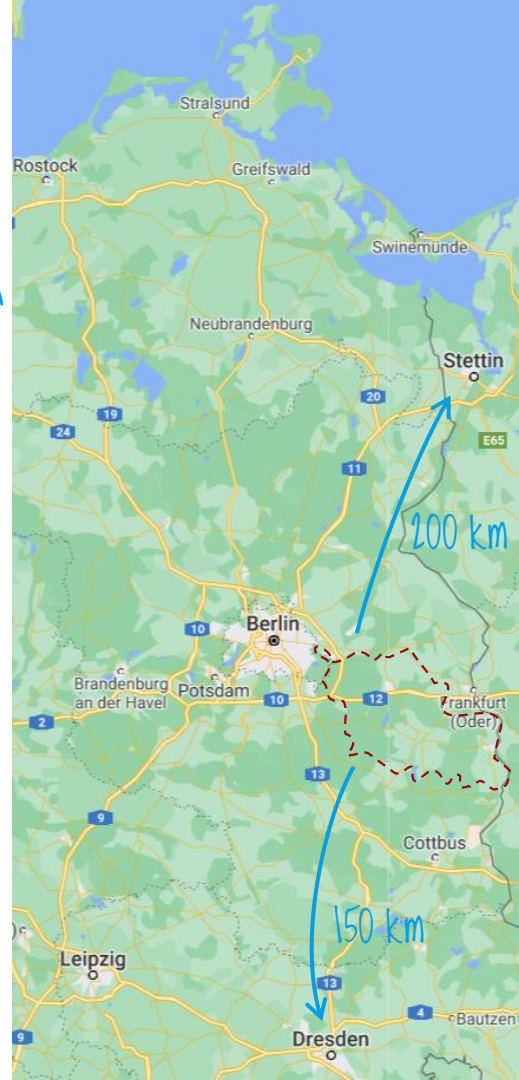 Stralsund
Rostock
Greifswald
Swinemünde
Neubrandenburg
Stettin
20
19
24
E65
11
200 km
Berlin
10
Brandenburg
an der Havel
Potsdam
10
12
Frankfurt
(Oder)
2
13
9
Cottbus
150 km
Leipzig
13
4
Bautzen
9
Dresden